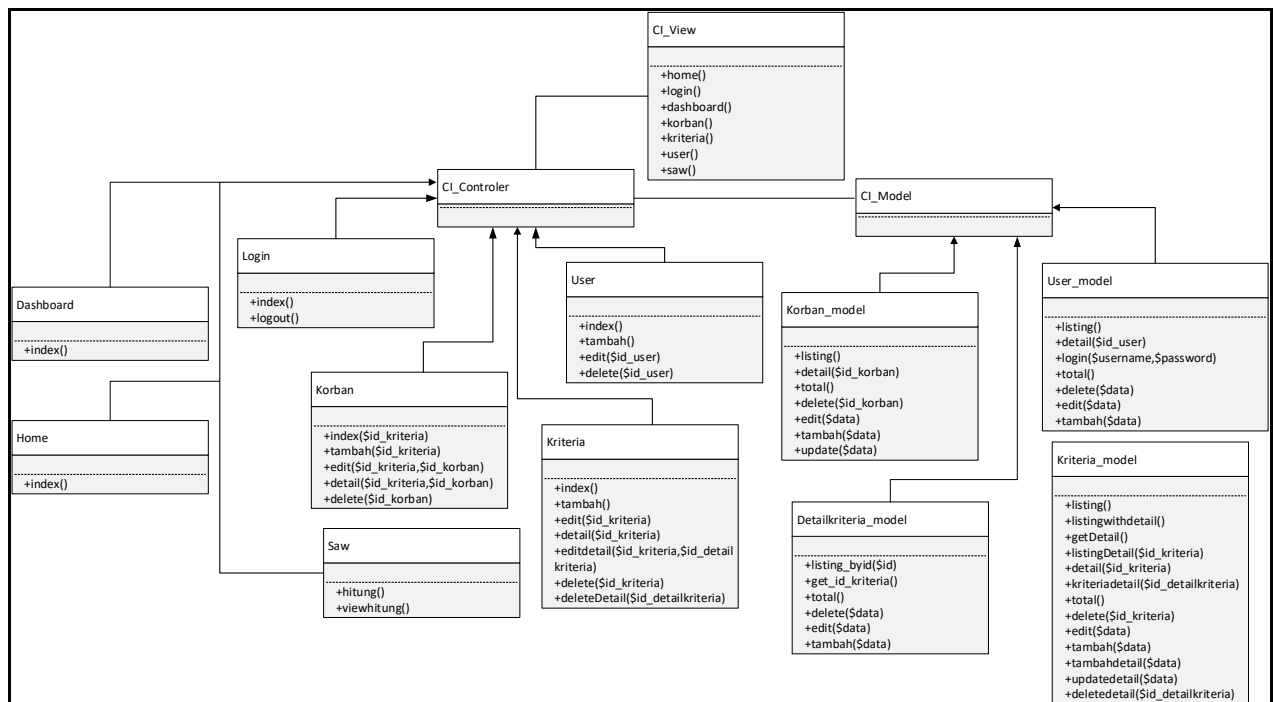 CI_View
+home()
+login()
+dashboard()
+korban()
+kriteria()
+user()
+saw()
CI_Controler
CI_Model
Login
+index()
+logout()
Dashboard
+index()
User
+index()
+tambah()
+edit($id_user)
+delete($id_user)
Korban_model
+listing()
+detail($id_korban)
+total()
+delete($id_korban)
+edit($data)
+tambah($data)
+update($data)
User_model
+listing()
+detail($id_user)
+login($username,$password)
+total()
+delete($data)
+edit($data)
+tambah($data)
Korban
+index($id_kriteria)
+tambah($id_kriteria)
+edit($id_kriteria,$id_korban)
+detail($id_kriteria,$id_korban)
+delete($id_korban)
Home
+index()
Kriteria
+index()
+tambah()
+edit($id_kriteria)
+detail($id_kriteria)
+editdetail($id_kriteria,$id_detail
kriteria)
+delete($id_kriteria)
+deleteDetail($id_detailkriteria)
Saw
+hitung()
+viewhitung()
Detailkriteria_model
+listing_byid($id)
+get_id_kriteria()
+total()
+delete($data)
+edit($data)
+tambah($data)
Kriteria_model
+listing()
+listingwithdetail()
+getDetail()
+listingDetail($id_kriteria)
+detail($id_kriteria)
+kriteriadetail($id_detailkriteria)
+total()
+delete($id_kriteria)
+edit($data)
+tambah($data)
+tambahdetail($data)
+updatedetail($data)
+deletedetail($id_detailkriteria)